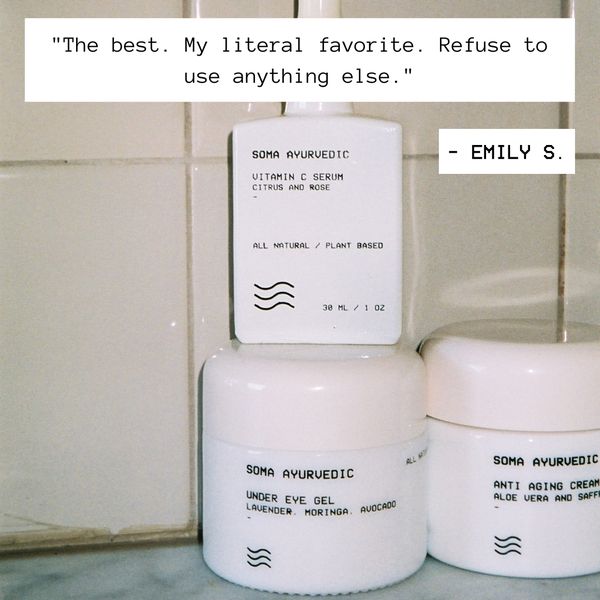 "The best. My literal favorite. Refuse to
use anything else."
- EMILY S.
SOMA AYURVEDIC
VITAMIN C SERUM
CITRUS AND ROSE
-
ALL NATURAL / PLANT BASED
30 ML / 1 OZ
SOMA AYURVEDIC
ALL
UNDER EYE GEL
LAVENDER, MORINGA, AVOCADO
-
SOMA AYURVEDIC
ANTI AGING CREAM
ALOE VERA AND
-